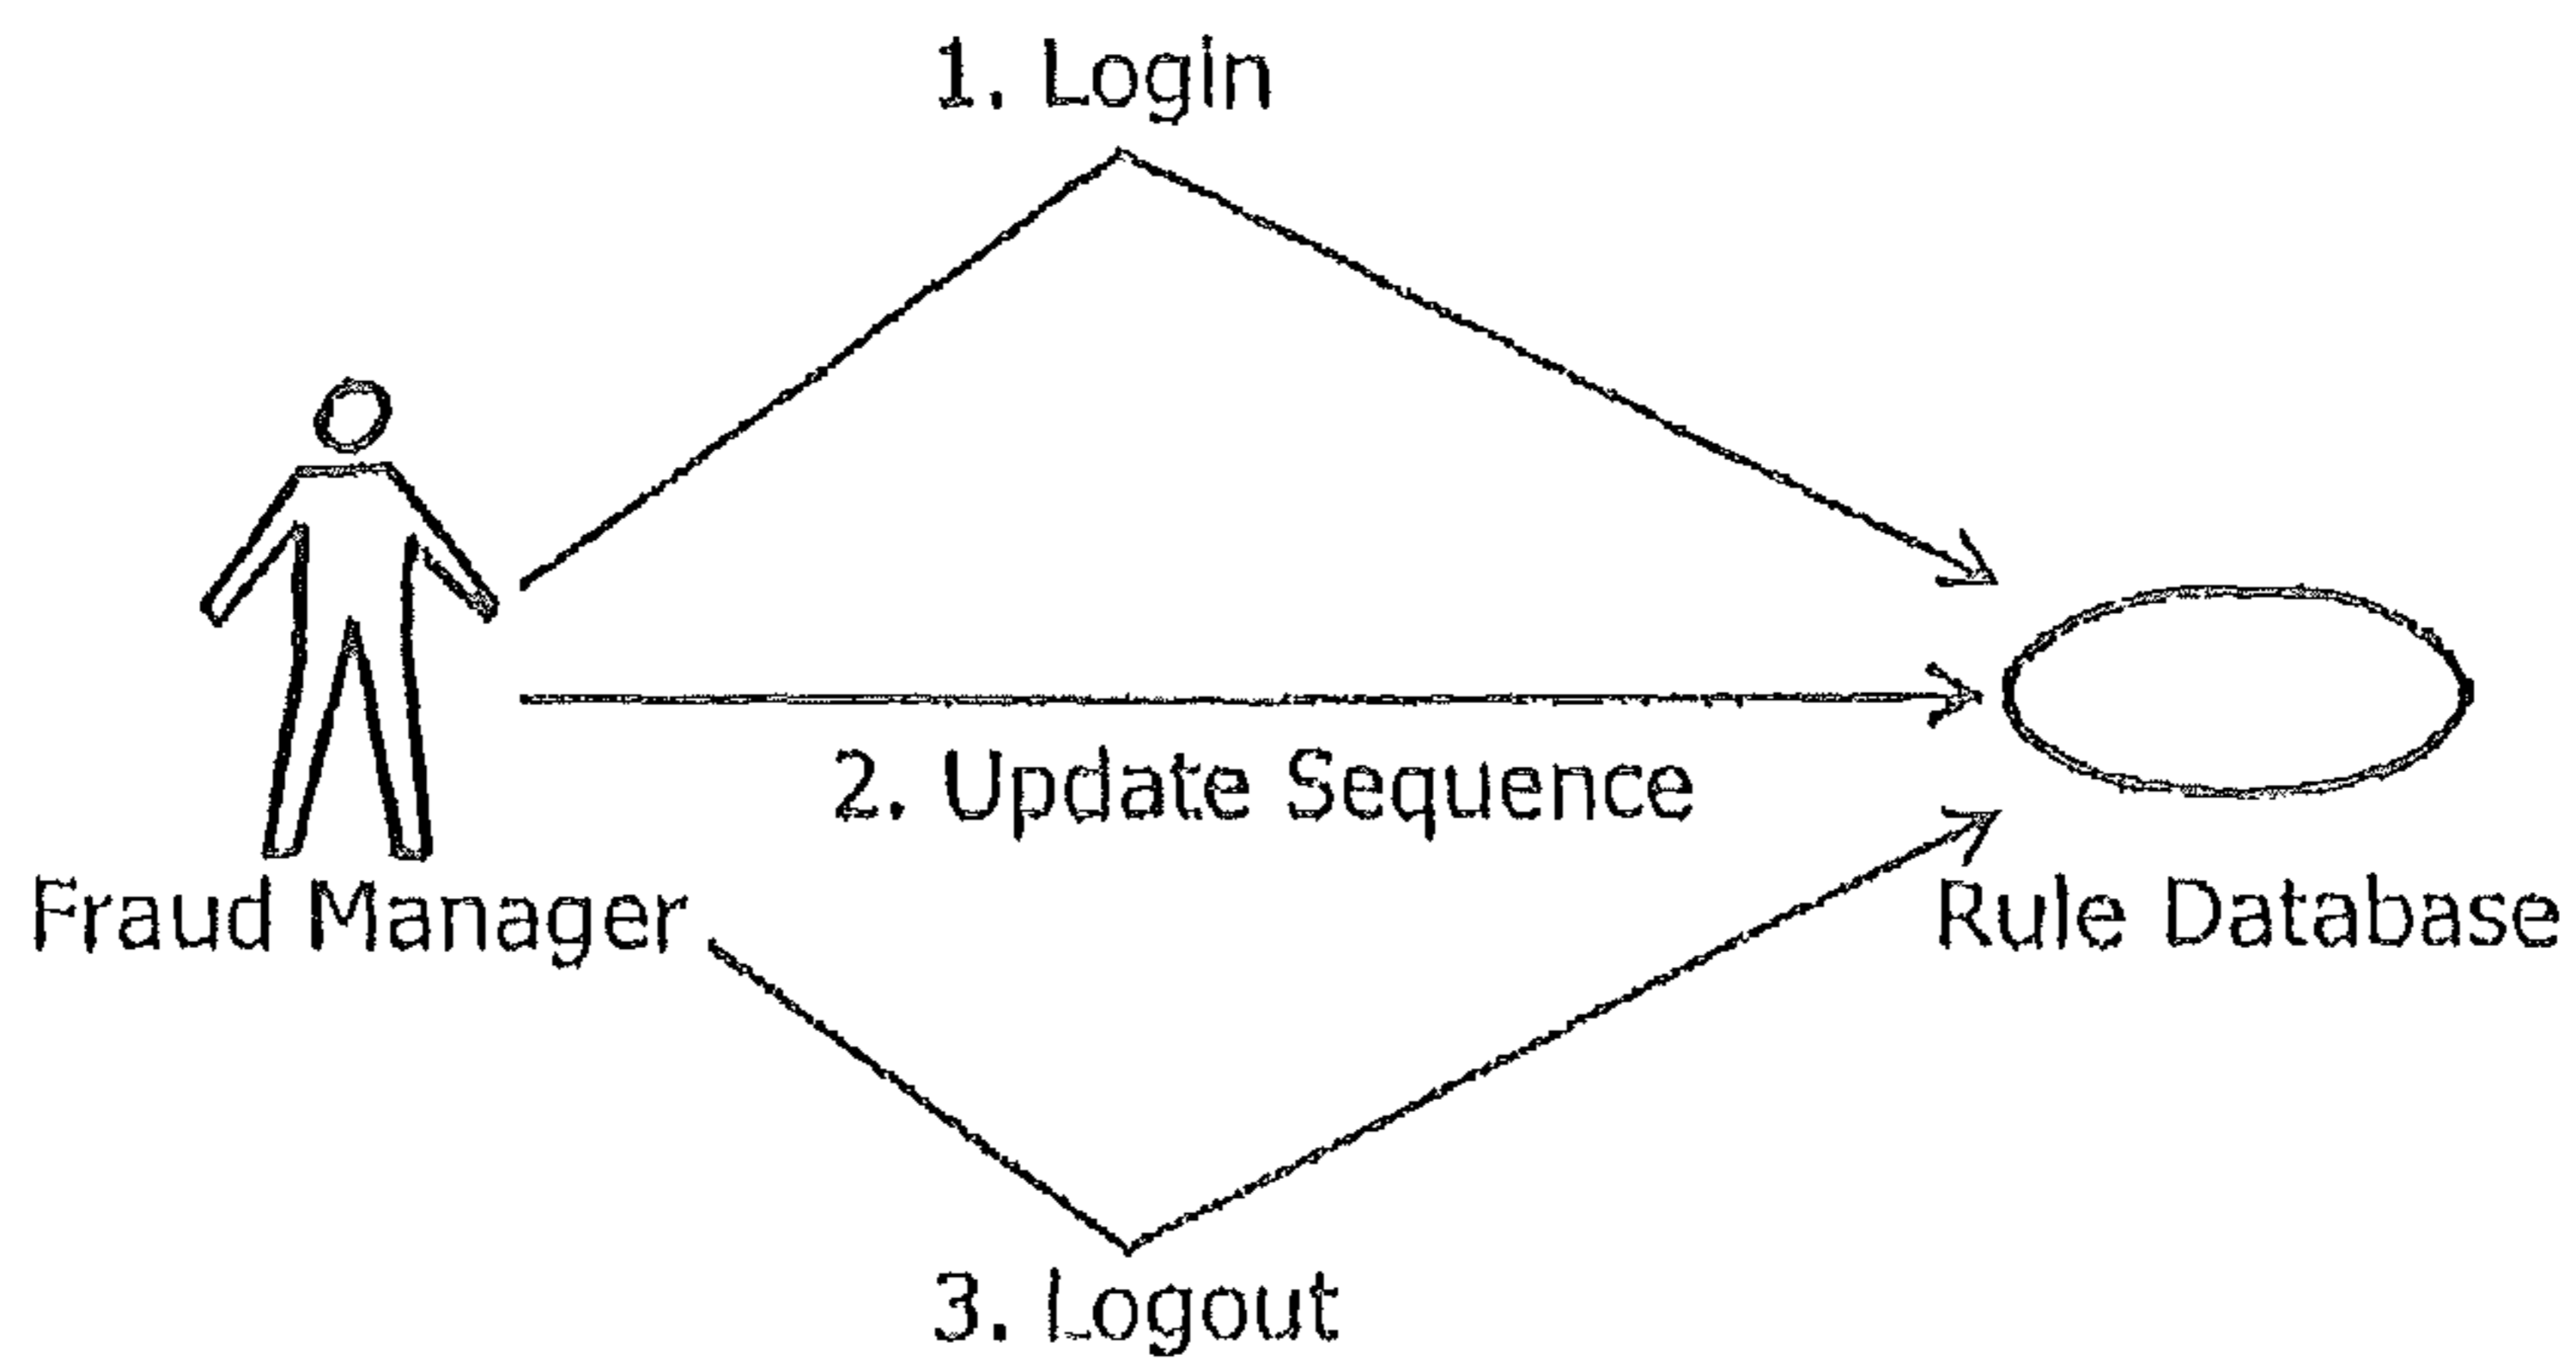 1. Login
2. Update Sequence
Fraud Manager
Rule Database
3. Logout